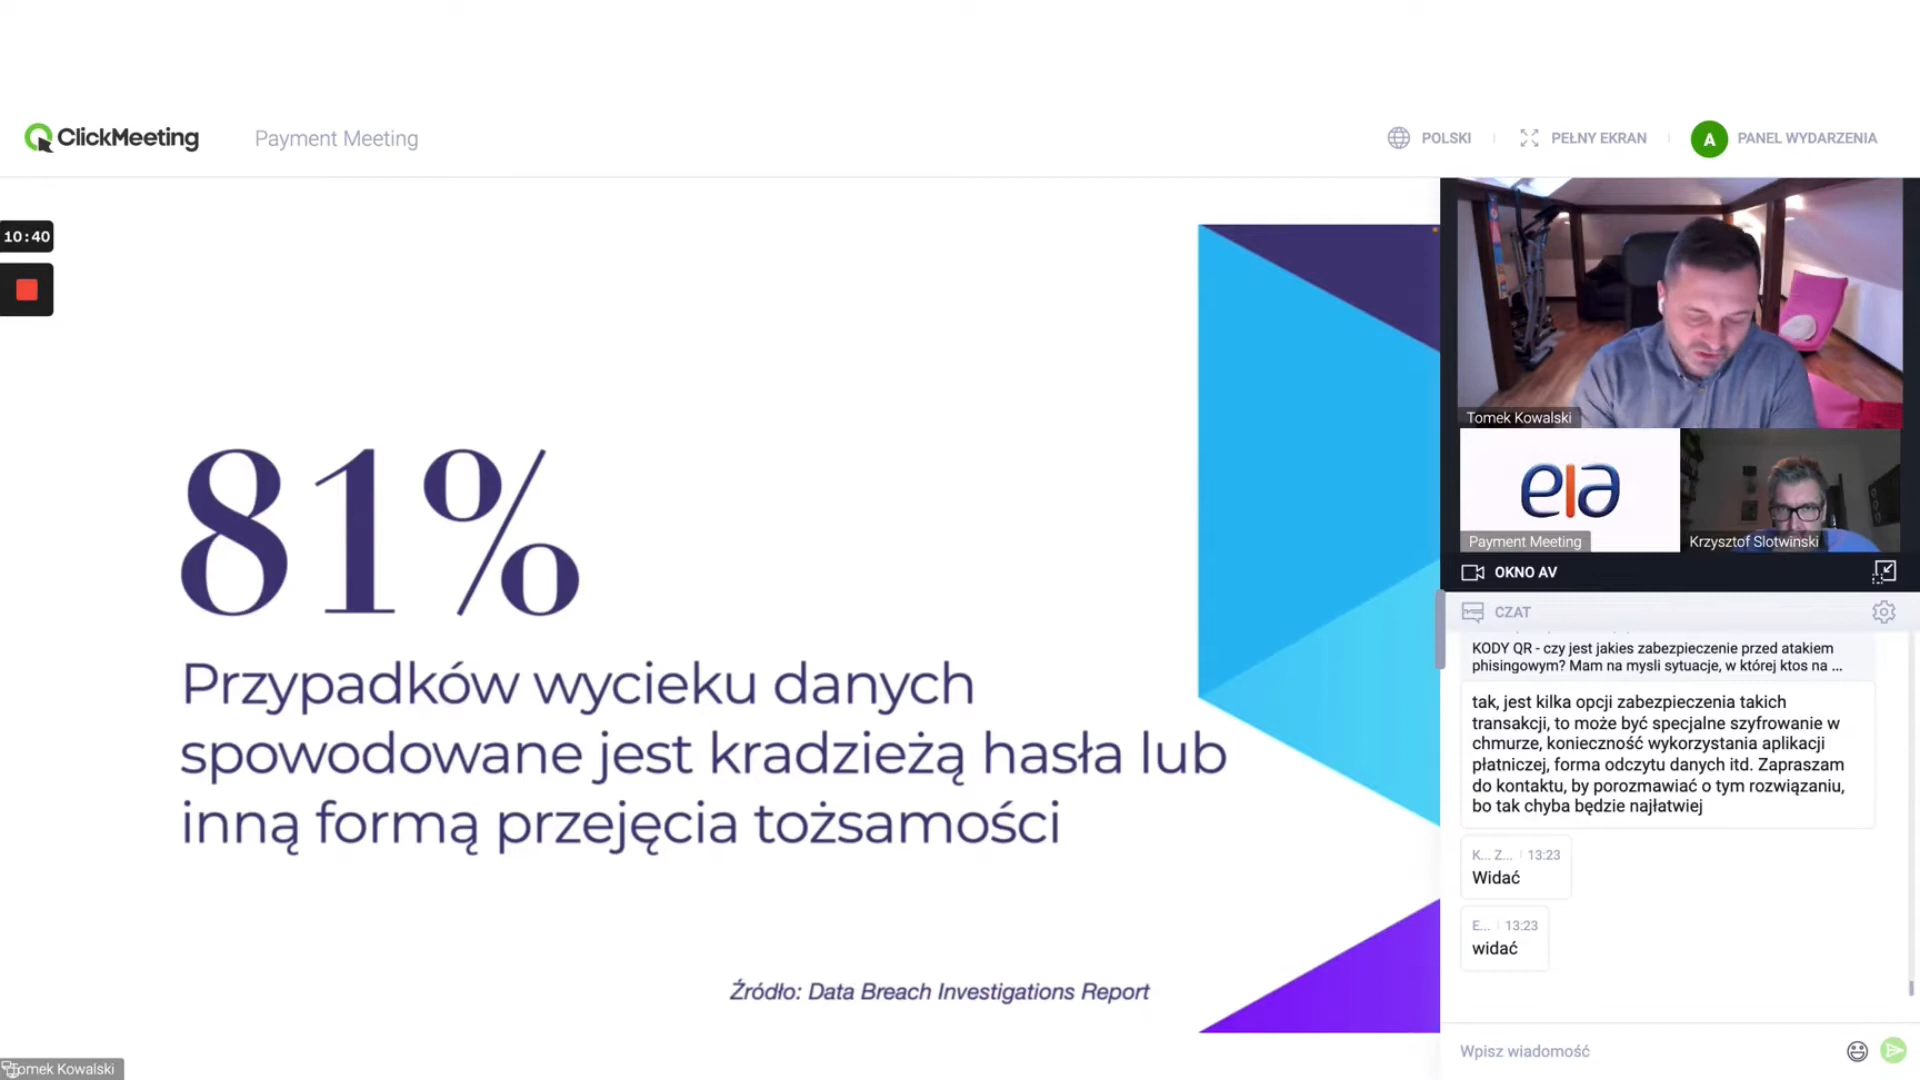 ClickMeeting
Payment Meeting
POLSKI
PEŁNY EKRAN
A
PANEL WYDARZENIA
10:40
81%
Przypadków wycieku danych
spowodowane jest kradzieżą hasła lub
inną formą przejęcia tożsamości
Źródło: Data Breach Investigations Report
Tomek Kowalski
Tomek Kowalski
eia
Payment Meeting
Krzysztof Slotwinski
OKNO AV
CZAT
KODY QR - czy jest jakies zabezpieczenie przed atakiem
phisingowym? Mam na mysli sytuacje, w której ktos na ...
tak, jest kilka opcji zabezpieczenia takich
transakcji, to może być specjalne szyfrowanie w
chmurze, konieczność wykorzystania aplikacji
płatniczej, forma odczytu danych itd. Zapraszam
do kontaktu, by porozmawiać o tym rozwiązaniu,
bo tak chyba będzie najłatwiej
K... Z... 13:23
Widać
E... 13:23
widać
Wpisz wiadomość